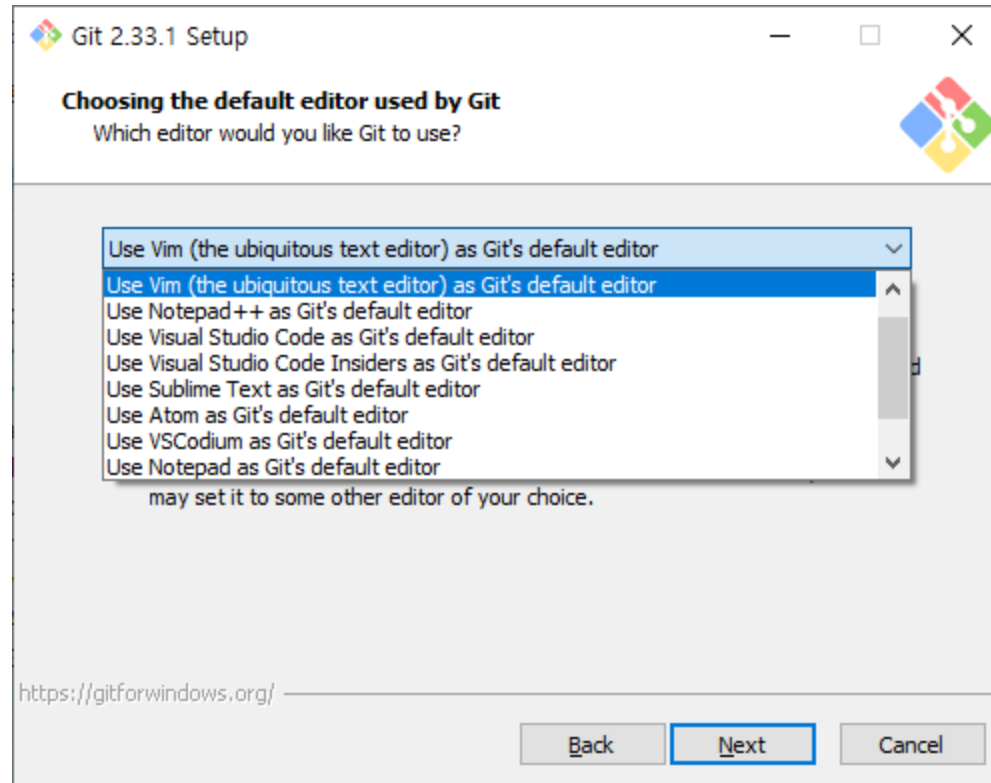 Git 2.33.1 Setup
Choosing the default editor used by Git
Which editor would you like Git to use?
Use Vim (the ubiquitous text editor) as Git's default editor
Use Vim (the ubiquitous text editor) as Git's default editor
Use Notepad++ as Git's default editor
Use Visual Studio Code as Git's default editor
Use Visual Studio Code Insiders as Git's default editor
Use Sublime Text as Git's default editor
Use Atom as Git's default editor
Use VSCodium as Git's default editor
Use Notepad as Git's default editor
may set it to some other editor of your choice.
https://gitforwindows.org/
Back
Next
Cancel